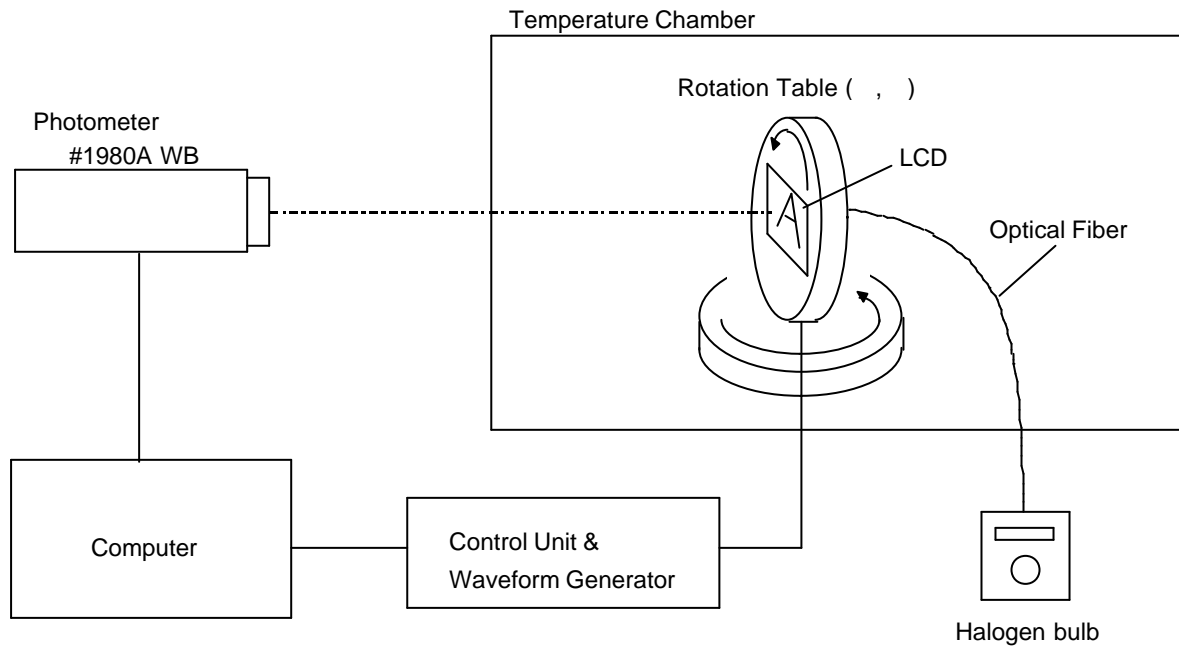 Temperature Chamber
Rotation Table ( , )
Photometer
#1980A WB
LCD
A
Optical Fiber
Computer
Control Unit &
Waveform Generator
Halogen bulb